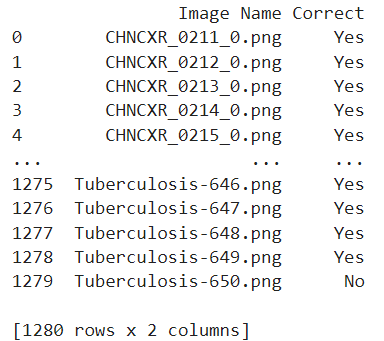 Image Name Correct
0 CHNCXR_0211_0.png Yes
1 CHNCXR_0212_0.png Yes
2 CHNCXR_0213_0.png Yes
3 CHNCXR_0214_0.png Yes
4 CHNCXR_0215_0.png Yes
... ... ...
1275 Tuberculosis-646.png Yes
1276 Tuberculosis-647.png Yes
1277 Tuberculosis-648.png Yes
1278 Tuberculosis-649.png Yes
1279 Tuberculosis-650.png No
[1280 rows x 2 columns]